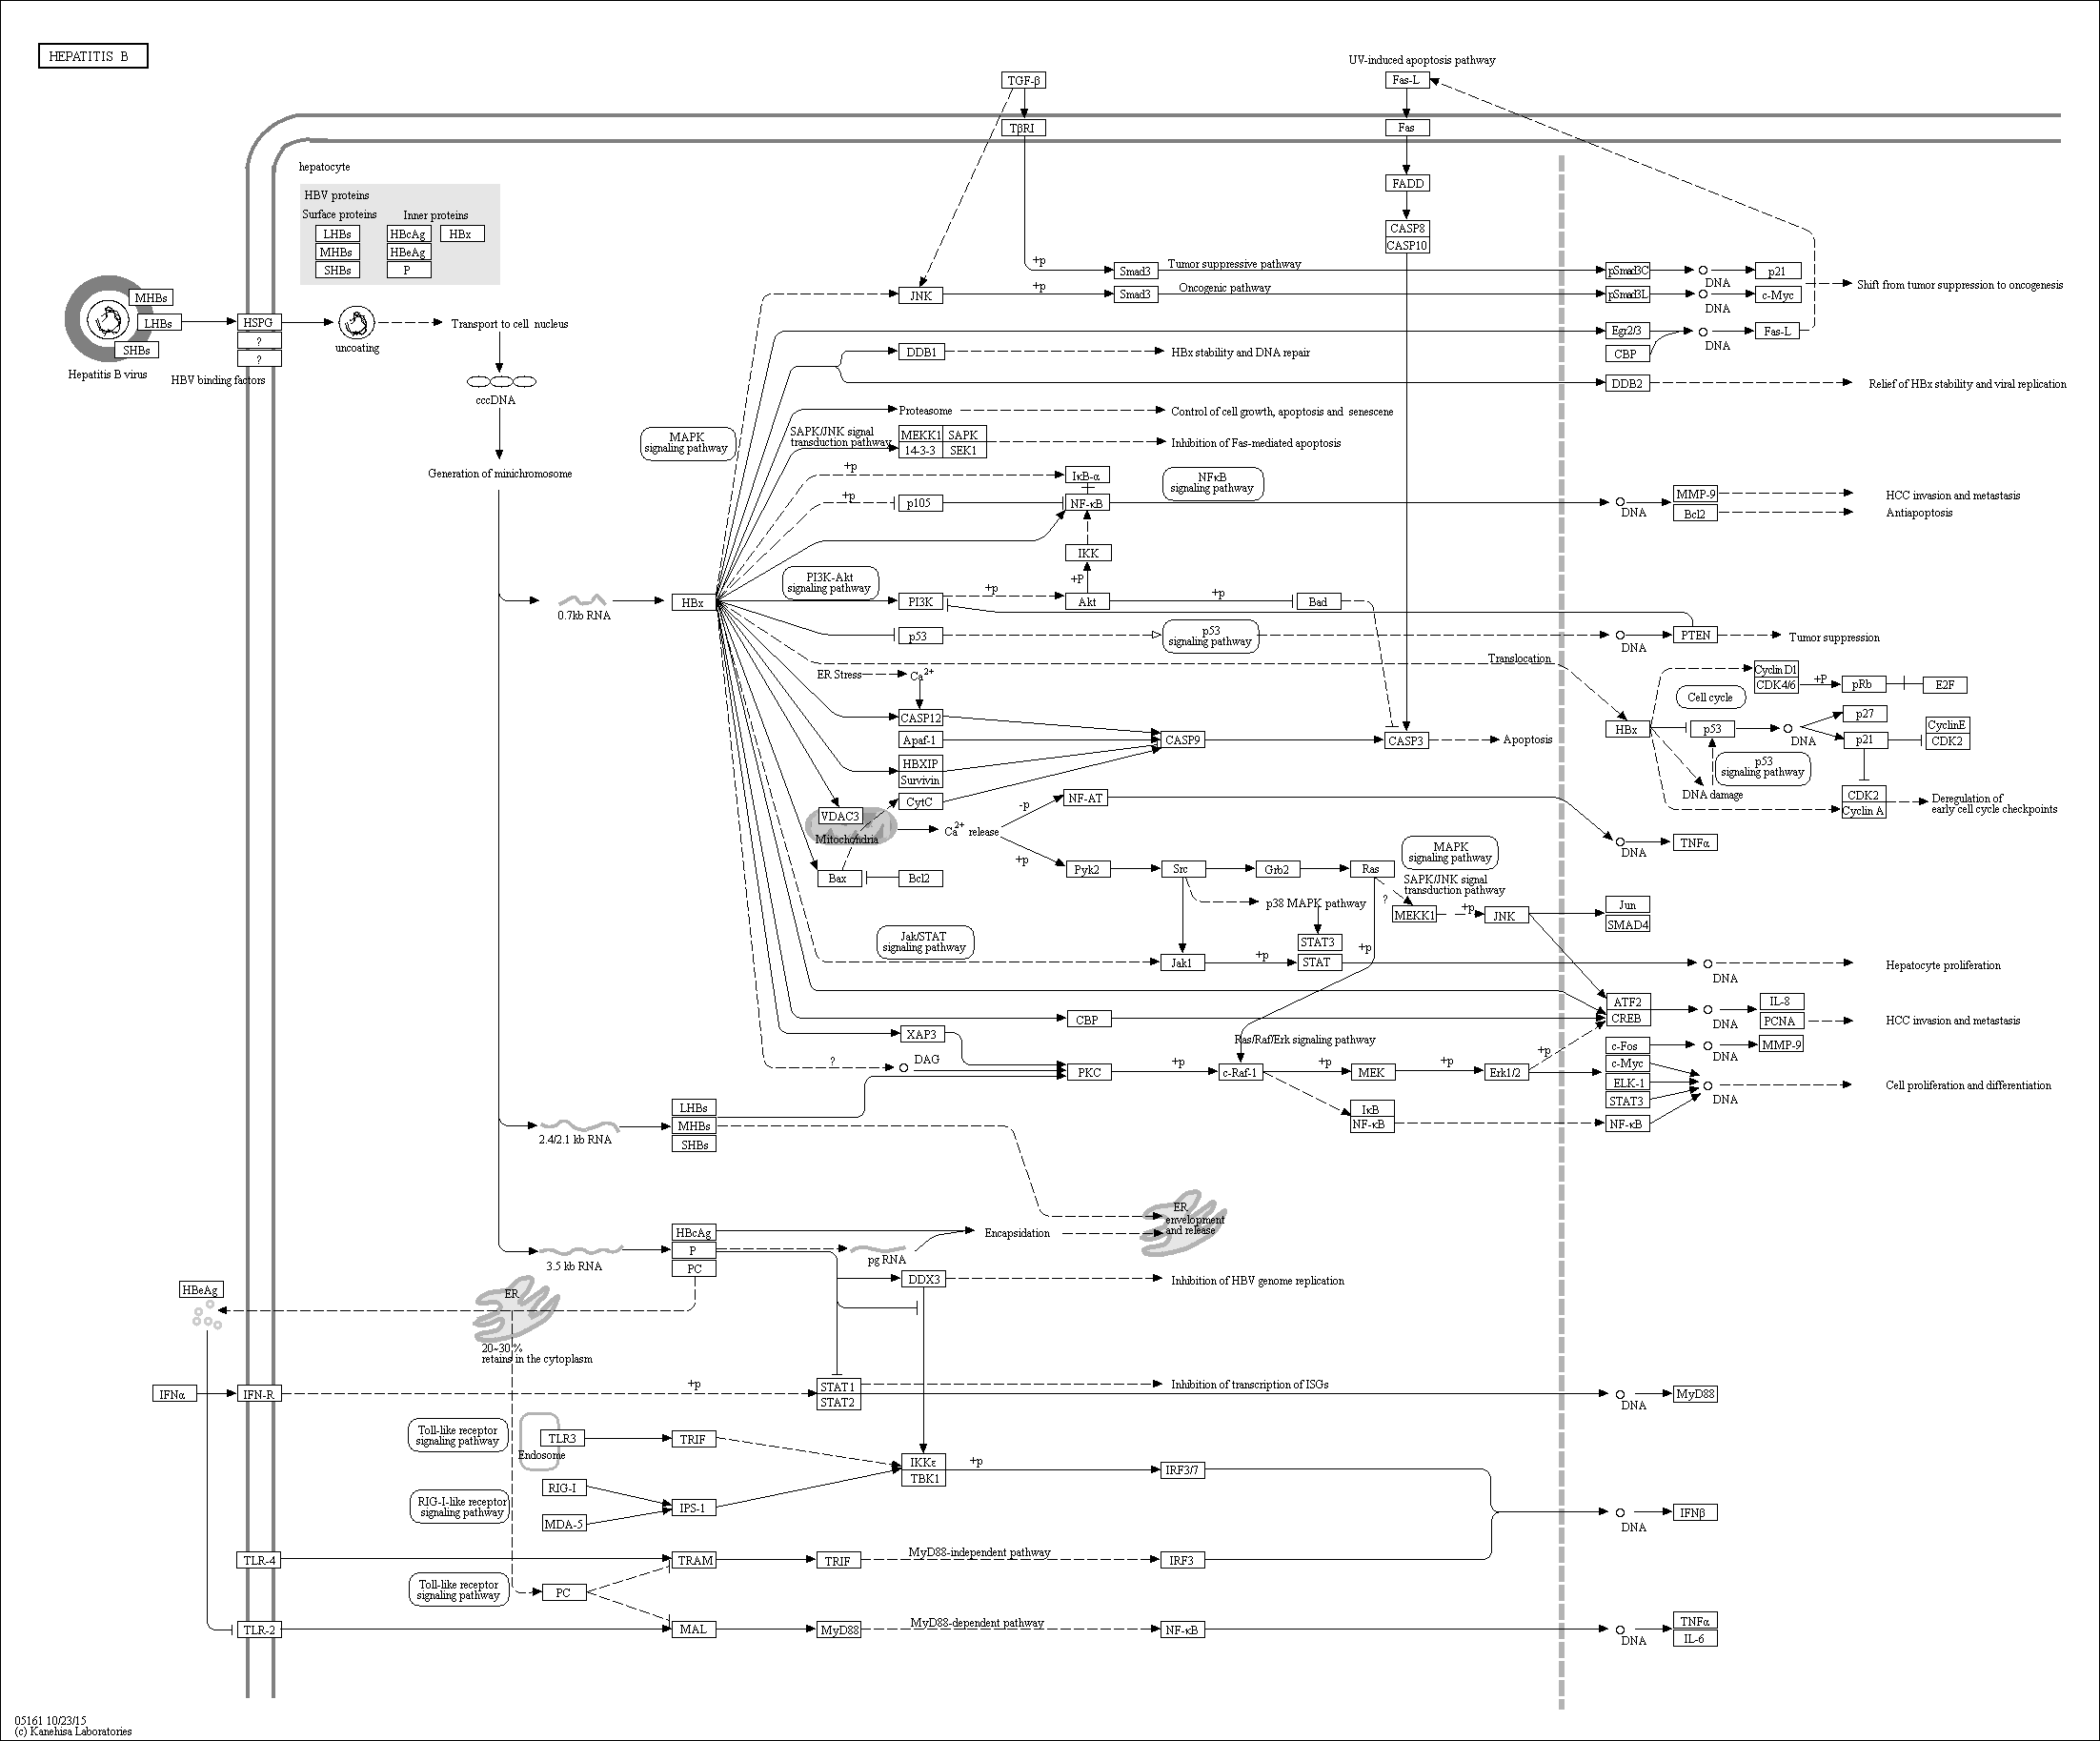 HEPATITIS B
UV-induced apoptosis pathway
TGF-β
Fas-L
TβRI
Fas
hepatocyte
HBV proteins
Surface proteins
Inner proteins
LHBs
HBcAg
HBx
MHBs
HBeAg
SHBs
P
FADD
CASP8
CASP10
+p
Smad3
Tumor suppressive pathway
pSmad3C
DNA
p21
JNK
+p
Smad3
Oncogenic pathway
pSmad3L
DNA
c-Myc
Shift from tumor suppression to oncogenesis
MHBs
LHBs
SHBs
Hepatitis B virus
HSPG
?
?
HBV binding factors
uncoating
Transport to cell nucleus
cccDNA
Generation of minichromosome
Egr2/3
CBP
DNA
Fas-L
DDB1
HBx stability and DNA repair
DDB2
Relief of HBx stability and viral replication
Proteasome
Control of cell growth, apoptosis and senescene
MAPK
signaling pathway
SAPK/JNK signal
transduction pathway
MEKK1
SAPK
14-3-3
SEK1
Inhibition of Fas-mediated apoptosis
+p
IκB-α
NFκB
signaling pathway
+p
p105
NF-κB
DNA
MMP-9
HCC invasion and metastasis
Bcl2
Antiapoptosis
IKK
+P
PI3K-Akt
signaling pathway
0.7kb RNA
HBx
PI3K
+p
Akt
+p
Bad
p53
p53
signaling pathway
DNA
PTEN
Tumor suppression
Translocation
ER Stress
Ca2+
CASP12
Apaf-1
CASP9
CASP3
Apoptosis
HBXIP
Survivin
CytC
VDAC3
Mitochondria
Bax
Bcl2
HBx
Cyclin D1
CDK4/6
+p
pRb
E2F
Cell cycle
p53
DNA
p27
p21
CyclinE
CDK2
p53
signaling pathway
DNA damage
CDK2
Cyclin A
Deregulation of
early cell cycle checkpoints
Ca2+ release
-p
NF-AT
DNA
TNFα
+p
Pyk2
Src
Grb2
Ras
MAPK
signaling pathway
SAPK/JNK signal
transduction pathway
?
p38 MAPK pathway
MEKK1
+p
JNK
Jun
SMAD4
Jak/STAT
signaling pathway
STAT3
+p
Jak1
+p
STAT
DNA
Hepatocyte proliferation
ATF2
CREB
DNA
IL-8
PCNA
HCC invasion and metastasis
CBP
XAP3
Ras/Raf/Erk signaling pathway
?
DAG
PKC
+p
c-Raf-1
+p
MEK
+p
Erk1/2
+p
c-Fos
DNA
MMP-9
c-Myc
ELK-1
STAT3
DNA
Cell proliferation and differentiation
IκB
NF-κB
NF-κB
2.4/2.1 kb RNA
LHBs
MHBs
SHBs
ER
envelopment
and release
3.5 kb RNA
HBcAg
P
PC
pg RNA
Encapsidation
DDX3
Inhibition of HBV genome replication
HBeAg
ER
20~30%
retains in the cytoplasm
IFNα
IFN-R
+p
STAT1
STAT2
Inhibition of transcription of ISGs
DNA
MyD88
Toll-like receptor
signaling pathway
TLR3
Endosome
TRIF
IKKε
TBK1
+p
IRF3/7
RIG-I-like receptor
signaling pathway
RIG-I
MDA-5
IPS-1
DNA
IFNβ
TLR-4
TRAM
TRIF
MyD88-independent pathway
IRF3
Toll-like receptor
signaling pathway
PC
TLR-2
MAL
MyD88
MyD88-dependent pathway
NF-κB
DNA
TNFα
IL-6
05161 10/23/15
(c) Kanehisa Laboratories